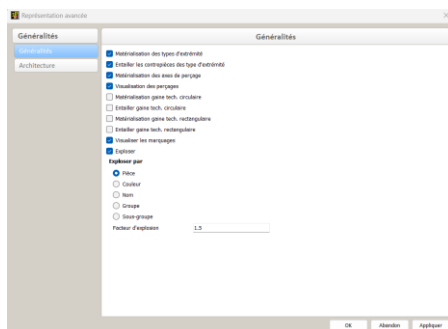 Représentation avancée
Généralités
Généralités
Architecture
Généralités
Matérialisation des types d'extrémité
Entailler les contrepièces des type d'extrémité
Matérialisation des axes de perçage
Visualisation des perçages
Matérialisation gaine tech. circulaire
Entailler gaine tech. circulaire
Matérialisation gaine tech. rectangulaire
Entailler gaine tech. rectangulaire
Visualiser les marquages
Exploser
Exploser par
Pièce
Couleur
Nom
Groupe
Sous-groupe
Facteur d'explosion 1.5
OK Abandon Appliquer